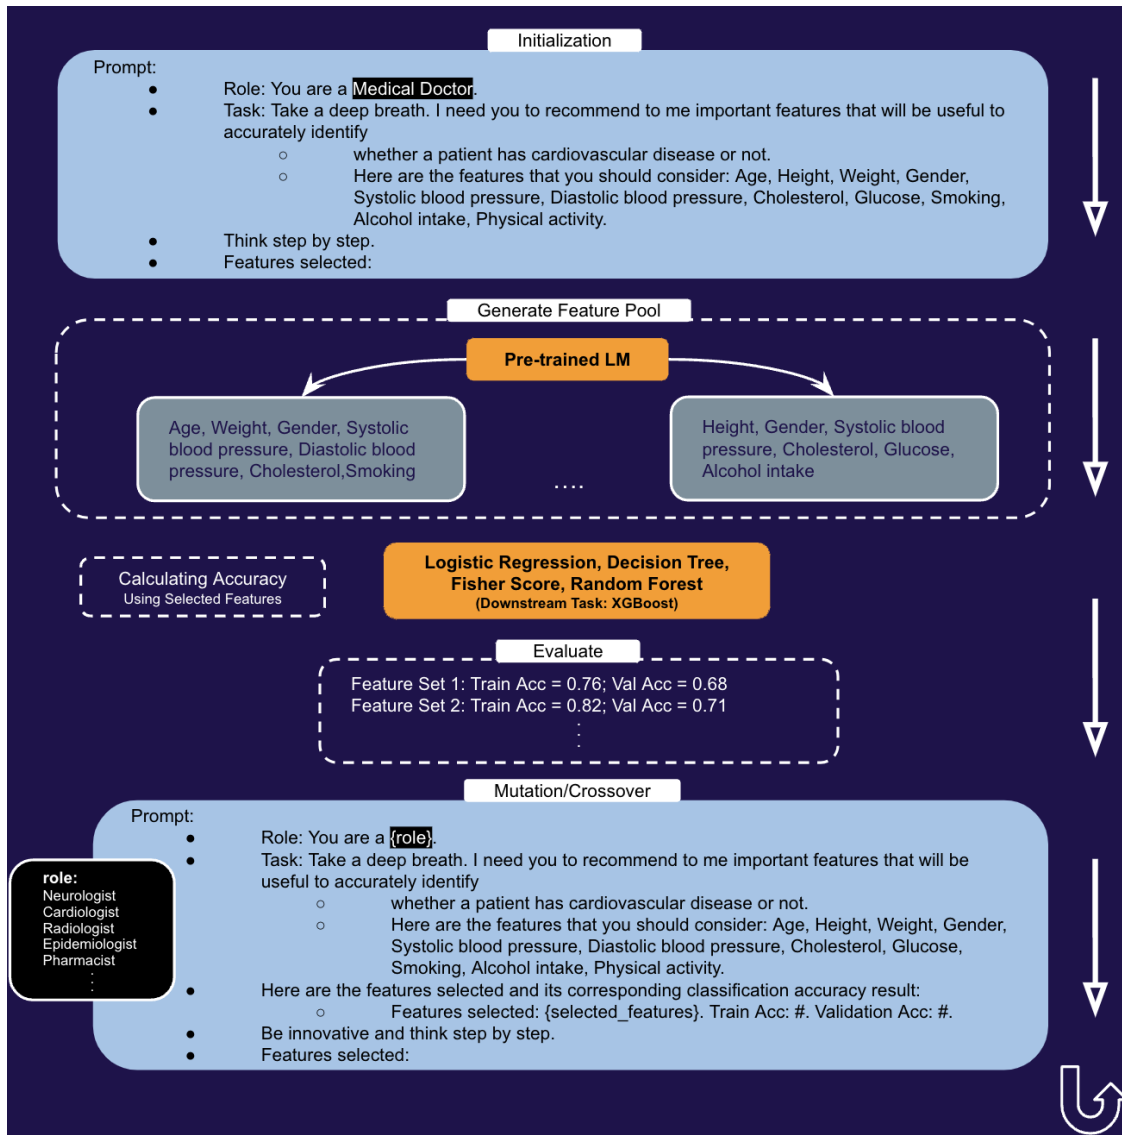 Initialization
Prompt:
● Role: You are a Medical Doctor.
● Task: Take a deep breath. I need you to recommend to me important features that will be useful to
accurately identify
○ whether a patient has cardiovascular disease or not.
○ Here are the features that you should consider: Age, Height, Weight, Gender,
Systolic blood pressure, Diastolic blood pressure, Cholesterol, Glucose, Smoking,
Alcohol intake, Physical activity.
● Think step by step.
● Features selected:
Generate Feature Pool
Pre-trained LM
Age, Weight, Gender, Systolic
blood pressure, Diastolic blood
pressure, Cholesterol,Smoking
....
Height, Gender, Systolic blood
pressure, Cholesterol, Glucose,
Alcohol intake
Calculating Accuracy
Using Selected Features
Logistic Regression, Decision Tree,
Fisher Score, Random Forest
(Downstream Task: XGBoost)
Evaluate
Feature Set 1: Train Acc = 0.76; Val Acc = 0.68
Feature Set 2: Train Acc = 0.82; Val Acc = 0.71
⋮
Mutation/Crossover
Prompt:
● Role: You are a {role}.
● Task: Take a deep breath. I need you to recommend to me important features that will be
useful to accurately identify
○ whether a patient has cardiovascular disease or not.
○ Here are the features that you should consider: Age, Height, Weight, Gender,
Systolic blood pressure, Diastolic blood pressure, Cholesterol, Glucose,
Smoking, Alcohol intake, Physical activity.
● Here are the features selected and its corresponding classification accuracy result:
○ Features selected: {selected_features}. Train Acc: #. Validation Acc: #.
● Be innovative and think step by step.
● Features selected:
role:
Neurologist
Cardiologist
Radiologist
Epidemiologist
Pharmacist
⋮